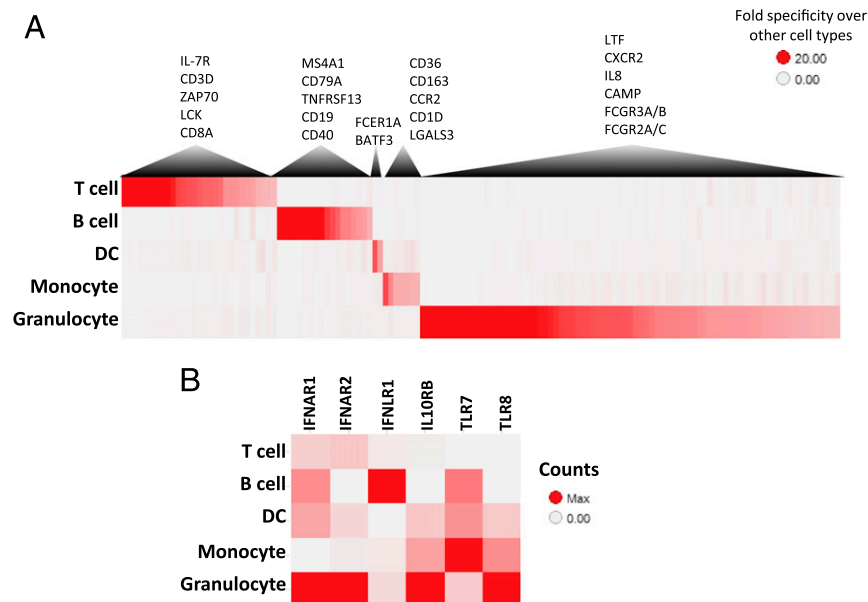 A
Fold specificity over
other cell types
20.00
0.00
IL-7R
CD3D
ZAP70
LCK
CD8A
MS4A1
CD79A
TNFRSF13
CD19
CD40
FCER1A
BATF3
CD36
CD163
CCR2
CD1D
LGALS3
LTF
CXCR2
IL8
CAMP
FCGR3A/B
FCGR2A/C
T cell
B cell
DC
Monocyte
Granulocyte
B
IFNAR1
IFNAR2
IFNLR1
IL10RB
TLR7
TLR8
T cell
B cell
DC
Monocyte
Granulocyte
Counts
Max
0.00